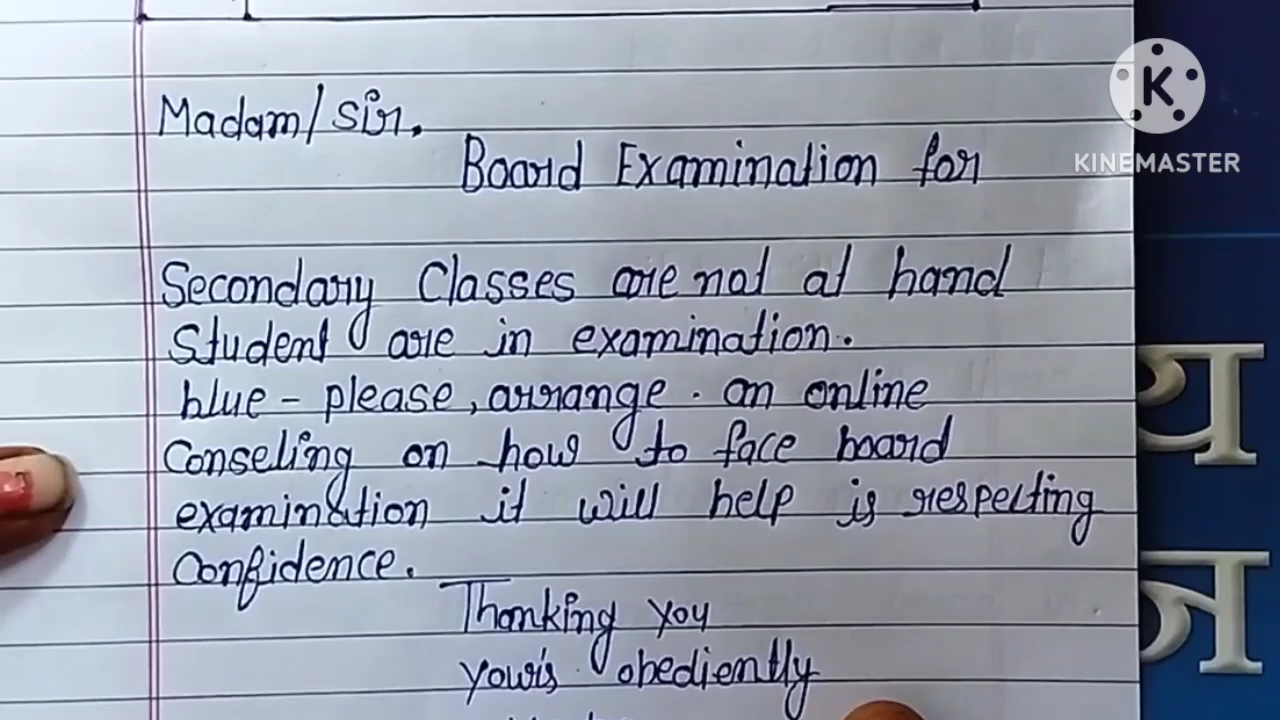 Madam/Sir.
Board Examination for
Secondary Classes are not at hand
Student are in examination.
blue - please, arrange. an online
Conseling on how to face board
examination it will help is respecting
Confidence.
Thanking you
your's obediently
K
KINEMASTER